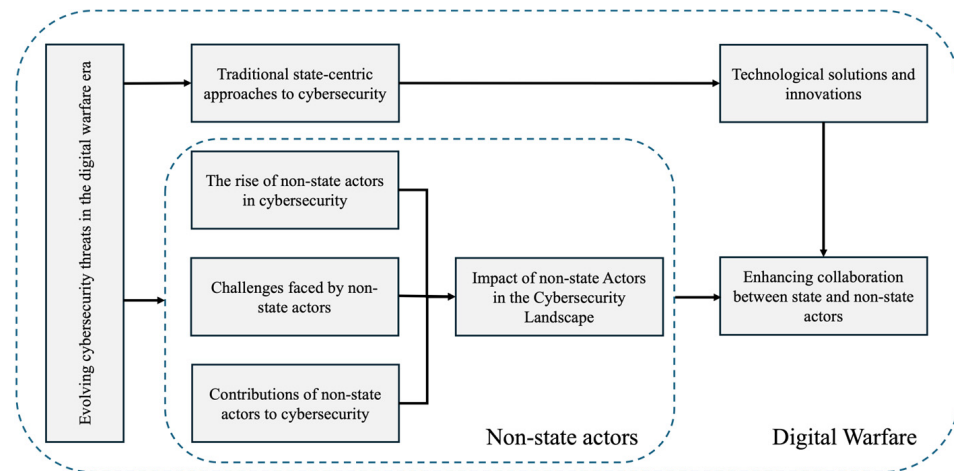 Evolving cybersecurity threats in the digital warfare era
Traditional state-centric
approaches to cybersecurity
Technological solutions and
innovations
The rise of non-state actors
in cybersecurity
Challenges faced by non-
state actors
Contributions of non-state
actors to cybersecurity
Impact of non-state Actors
in the Cybersecurity
Landscape
Enhancing collaboration
between state and non-state
actors
Non-state actors
Digital Warfare